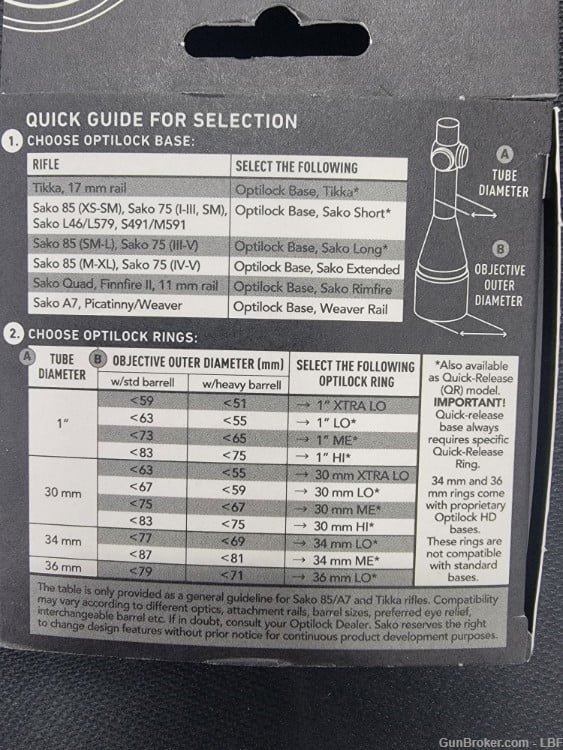 QUICK GUIDE FOR SELECTION
1. CHOOSE OPTILOCK BASE:
RIFLE SELECT THE FOLLOWING
Tikka, 17 mm rail Optilock Base, Tikka*
Sako 85 (XS-SM), Sako 75 (I-III, SM), Optilock Base, Sako Short*
Sako L46/L579, S491/M591
Sako 85 (SM-L), Sako 75 (III-V) Optilock Base, Sako Long*
Sako 85 (M-XL), Sako 75 (IV-V) Optilock Base, Sako Extended
Sako Quad, Finnfire II, 11 mm rail Optilock Base, Sako Rimfire
Sako A7, Picatinny/Weaver Optilock Base, Weaver Rail
A
TUBE
DIAMETER
B
OBJECTIVE
OUTER
DIAMETER
2. CHOOSE OPTILOCK RINGS:
A TUBE DIAMETER B OBJECTIVE OUTER DIAMETER (mm) SELECT THE FOLLOWING OPTILOCK RING
w/std barrell w/heavy barrell
1" <59 <51 → 1" XTRA LO
<63 <55 → 1" LO*
<73 <65 → 1" ME*
<83 <75 → 1" HI*
30 mm <63 <55 → 30 mm XTRA LO
<67 <59 → 30 mm LO*
<75 <67 → 30 mm ME*
<83 <75 → 30 mm HI*
34 mm <77 <69 → 34 mm LO*
<87 <81 → 34 mm ME*
36 mm <79 <71 → 36 mm LO*
*Also available
as Quick-Release
(QR) model.
IMPORTANT!
Quick-release
base always
requires specific
Quick-Release
Ring.
34 mm and 36
mm rings come
with proprietary
Optilock HD
bases.
These rings are
not compatible
with standard
bases.
The table is only provided as a general guideline for Sako 85/A7 and Tikka rifles. Compatibility
may vary according to different optics, attachment rails, barrel sizes, preferred eye relief,
interchangeable barrel etc. If in doubt, consult your Optilock Dealer. Sako reserves the right
to change design features without prior notice for continuous product development purposes.
GunBroker.com - LBF